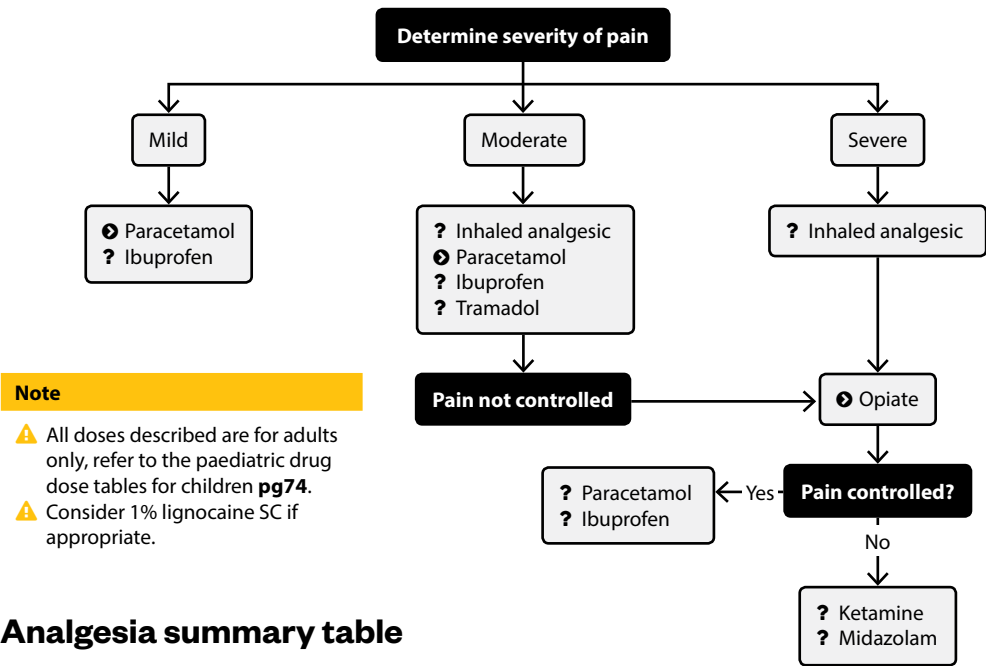 Determine severity of pain
Mild
Moderate
Severe
Paracetamol
? Ibuprofen
? Inhaled analgesic
Paracetamol
? Ibuprofen
? Tramadol
? Inhaled analgesic
Pain not controlled
Opiate
Note
All doses described are for adults
only, refer to the paediatric drug
dose tables for children pg74.
Consider 1% lignocaine SC if
appropriate.
Pain controlled?
Yes
? Paracetamol
? Ibuprofen
No
? Ketamine
? Midazolam
Analgesia summary table